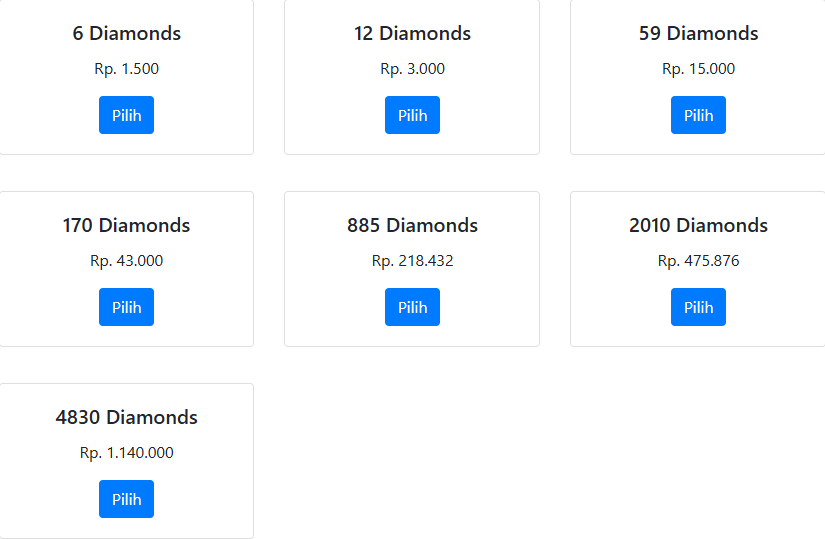 6 Diamonds
Rp. 1.500
Pilih
12 Diamonds
Rp. 3.000
Pilih
59 Diamonds
Rp. 15.000
Pilih
170 Diamonds
Rp. 43.000
Pilih
885 Diamonds
Rp. 218.432
Pilih
2010 Diamonds
Rp. 475.876
Pilih
4830 Diamonds
Rp. 1.140.000
Pilih